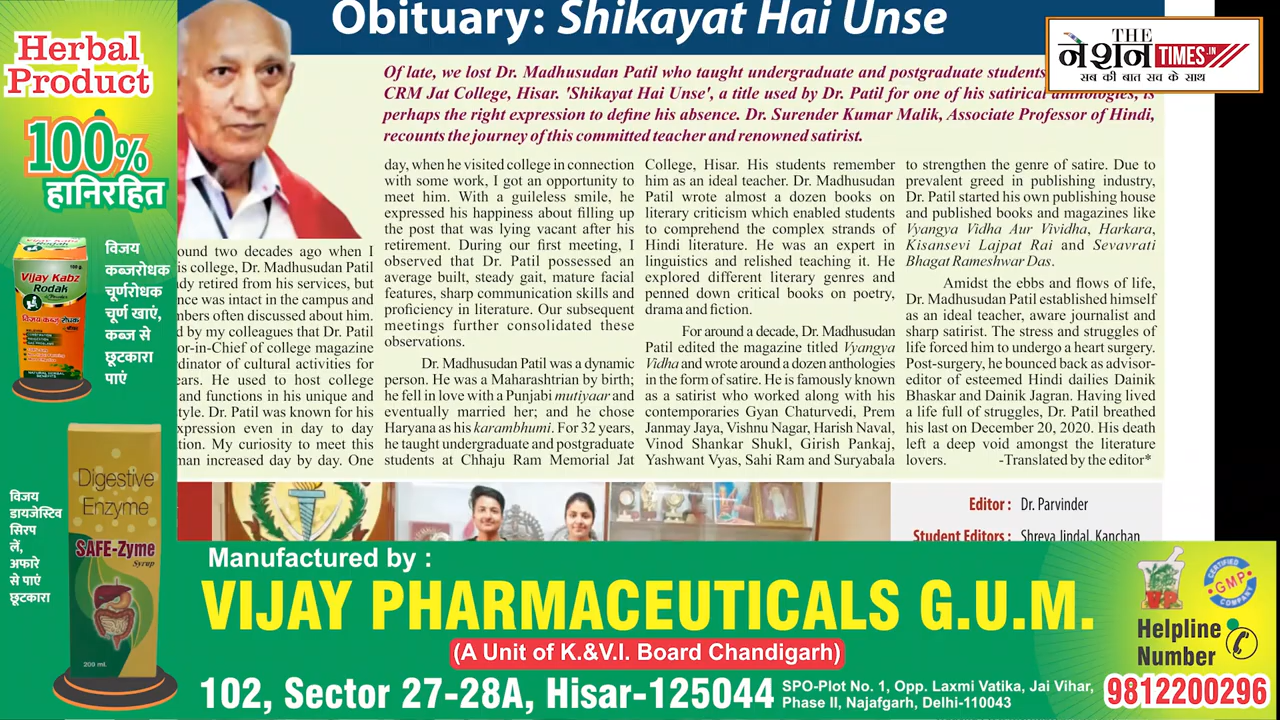 Herbal
Product
100%
हानिरहित
Vijay Kabz
Rodak
विजय
कब्जरोधक
चूर्णरोधक
चूर्ण खाएं,
कब्ज से
छूटकारा
पाएं
Digestive
Enzyme
SAFE-Zyme
Syrup
200 ml.
विजय
डायजेस्टिव
सिरप
लें,
अफारे
से पाएं
छूटकारा
Obituary: Shikayat Hai Unse
THE
नेशन TIMES.IN
सब की बात सच के साथ
Of late, we lost Dr. Madhusudan Patil who taught undergraduate and postgraduate students
CRM Jat College, Hisar. 'Shikayat Hai Unse', a title used by Dr. Patil for one of his satirical anthologies, is
perhaps the right expression to define his absence. Dr. Surender Kumar Malik, Associate Professor of Hindi,
recounts the journey of this committed teacher and renowned satirist.
ound two decades ago when I
is college, Dr. Madhusudan Patil
dy retired from his services, but
nce was intact in the campus and
nbers often discussed about him.
d by my colleagues that Dr. Patil
or-in-Chief of college magazine
dinator of cultural activities for
ears. He used to host college
and functions in his unique and
tyle. Dr. Patil was known for his
xpression even in day to day
tion. My curiosity to meet this
man increased day by day. One
day, when he visited college in connection
with some work, I got an opportunity to
meet him. With a guileless smile, he
expressed his happiness about filling up
the post that was lying vacant after his
retirement. During our first meeting, I
observed that Dr. Patil possessed an
average built, steady gait, mature facial
features, sharp communication skills and
proficiency in literature. Our subsequent
meetings further consolidated these
observations.
Dr. Madhusudan Patil was a dynamic
person. He was a Maharashtrian by birth;
he fell in love with a Punjabi mutiyaar and
eventually married her; and he chose
Haryana as his karambhumi. For 32 years,
he taught undergraduate and postgraduate
students at Chhaju Ram Memorial Jat
College, Hisar. His students remember
him as an ideal teacher. Dr. Madhusudan
Patil wrote almost a dozen books on
literary criticism which enabled students
to comprehend the complex strands of
Hindi literature. He was an expert in
linguistics and relished teaching it. He
explored different literary genres and
penned down critical books on poetry,
drama and fiction.
For around a decade, Dr. Madhusudan
Patil edited the magazine titled Vyangya
Vidha and wrote around a dozen anthologies
in the form of satire. He is famously known
as a satirist who worked along with his
contemporaries Gyan Chaturvedi, Prem
Janmay Jaya, Vishnu Nagar, Harish Naval,
Vinod Shankar Shukl, Girish Pankaj,
Yashwant Vyas, Sahi Ram and Suryabala
to strengthen the genre of satire. Due to
prevalent greed in publishing industry,
Dr. Patil started his own publishing house
and published books and magazines like
Vyangya Vidha Aur Vividha, Harkara,
Kisansevi Lajpat Rai and Sevavrati
Bhagat Rameshwar Das.
Amidst the ebbs and flows of life,
Dr. Madhusudan Patil established himself
as an ideal teacher, aware journalist and
satirist. The stress and struggles of
life forced him to undergo a heart surgery.
Post-surgery, he bounced back as advisor-
editor of esteemed Hindi dailies Dainik
Bhaskar and Dainik Jagran. Having lived
a life full of struggles, Dr. Patil breathed
his last on December 20, 2020. His death
left a deep void amongst the literature
lovers. -Translated by the editor*
Editor : Dr. Parvinder
Student Editors : Shreya Jindal, Kanchan
Manufactured by :
VIJAY PHARMACEUTICALS G.U.M.
(A Unit of K.&V.I. Board Chandigarh)
102, Sector 27-28A, Hisar-125044
SPO-Plot No. 1, Opp. Laxmi Vatika, Jai Vihar,
Phase II, Najafgarh, Delhi-110043
VP
CERTIFIED
GMP
COMPANY
Helpline
Number
9812200296